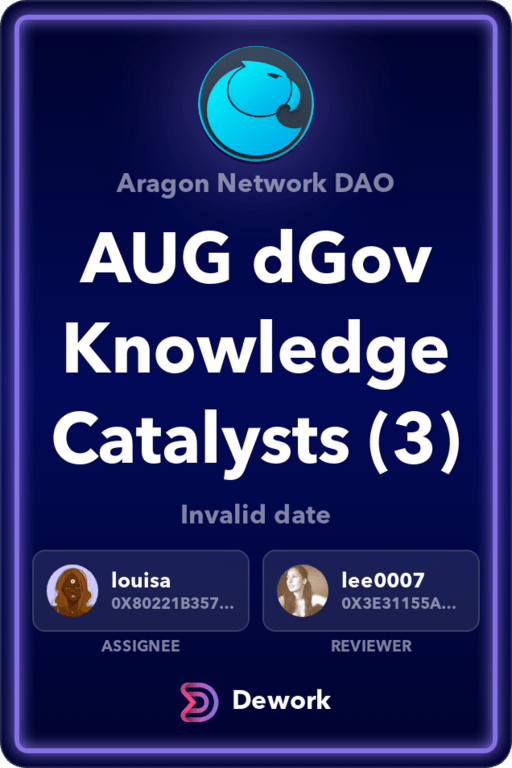 Aragon Network DAO
AUG dGov
Knowledge
Catalysts (3)
Invalid date
louisa
0X80221B357...
ASSIGNEE
lee0007
0X3E31155A...
REVIEWER
Dework